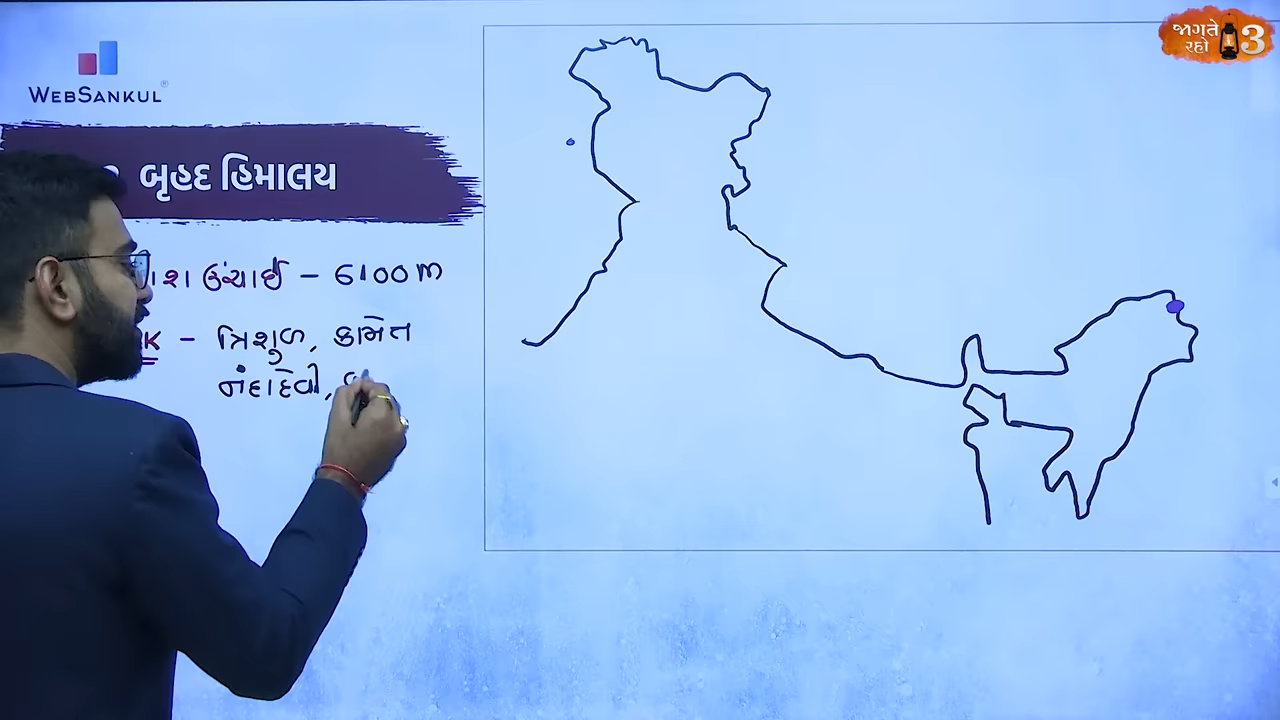 WEBSANKUL
જાગતે
રહો 3
બૃહદ હિમાલય
ઉંચાઈ - 6100 m
K - ત્રિશુળ, કામેત
નંદાદેવી,